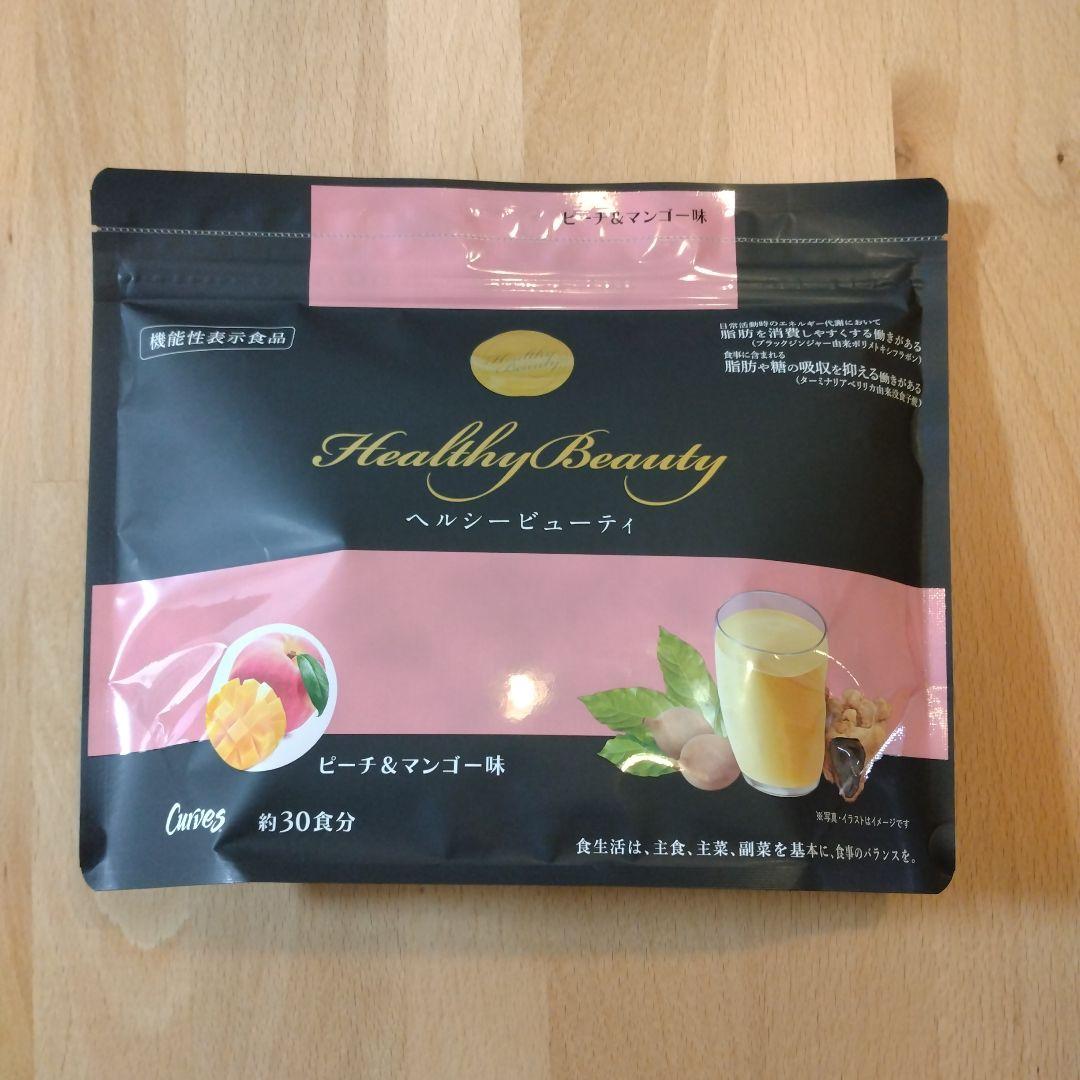 ピーチ&マンゴー味
機能性表示食品
日常活動時のエネルギー代謝において
脂肪を消費しやすくする働きがある
(ブラックジンジャー由来ポリメトキシフラボン)
食事に含まれる
脂肪や糖の吸収を抑える働きがある
(ターミナリアベリリカ由来没食子酸)
Healthy
Beauty
Healthy Beauty
ヘルシービューティ
ピーチ&マンゴー味
Curves
約30食分
※写真・イラストはイメージです
食生活は、主食、主菜、副菜を基本に、食事のバランスを。